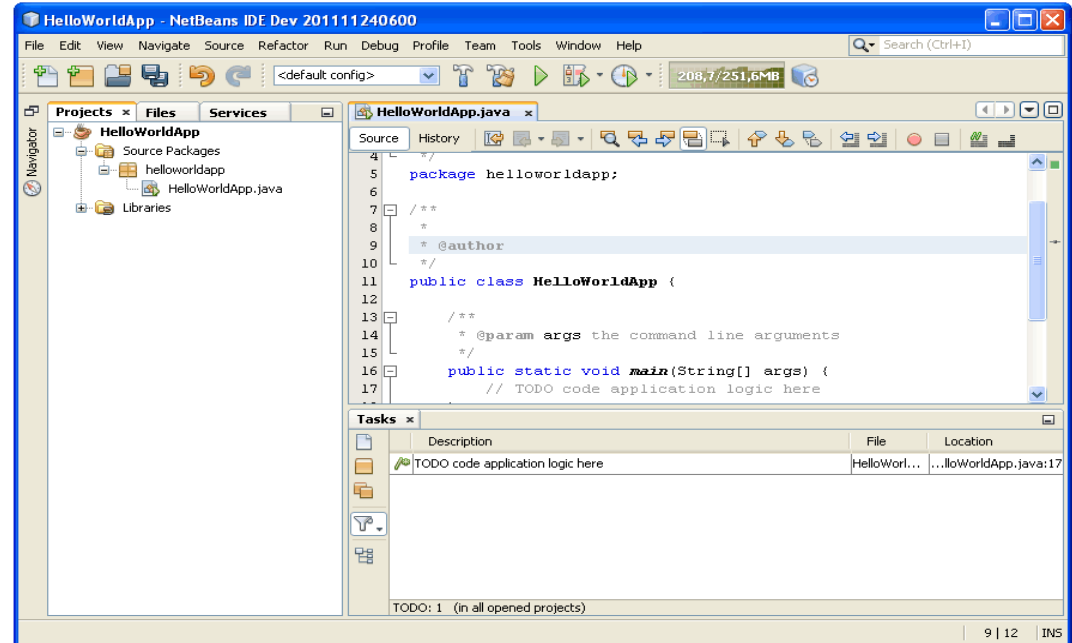 HelloWorldApp - NetBeans IDE Dev 201111240600
File Edit View Navigate Source Refactor Run Debug Profile Team Tools Window Help
Search (Ctrl+I)
<default config>
208,7/251,6MB
Projects Files Services
HelloWorldApp
Source Packages
helloworldapp
HelloWorldApp.java
Libraries
Navigator
HelloWorldApp.java
Source History
4 */
5 package helloworldapp;
6
7 /**
8 *
9 * @author
10 */
11 public class HelloWorldApp {
12
13 /**
14 * @param args the command line arguments
15 */
16 public static void main(String[] args) {
17 // TODO code application logic here
Tasks
Description File Location
TODO code application logic here HelloWorl... ...lloWorldApp.java:17
TODO: 1 (in all opened projects)
9 | 12 INS